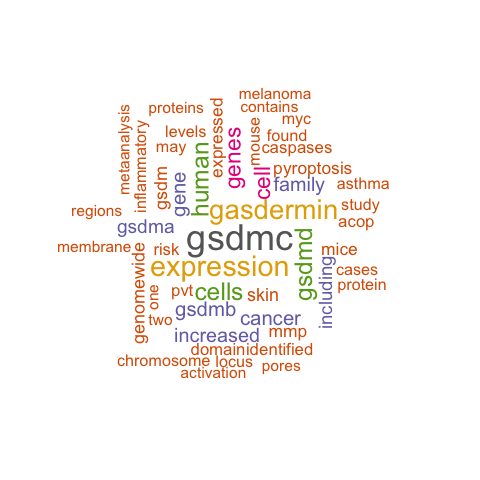 melanoma
proteins
contains
metaanalysis
inflammatory
expressed
myc
levels
genes
mouse
found
may
human
caspases
gsdm
gene
cell
pyroptosis
family
asthma
regions
gasdermin
study
gsdma
acop
gsdmc
membrane
risk
gsdmd
mice
genomewide
expression
including
cases
one
pvt
cells
skin
protein
two
gsdmb
cancer
increased
mmp
domain
identified
chromosome
locus
pores
activation